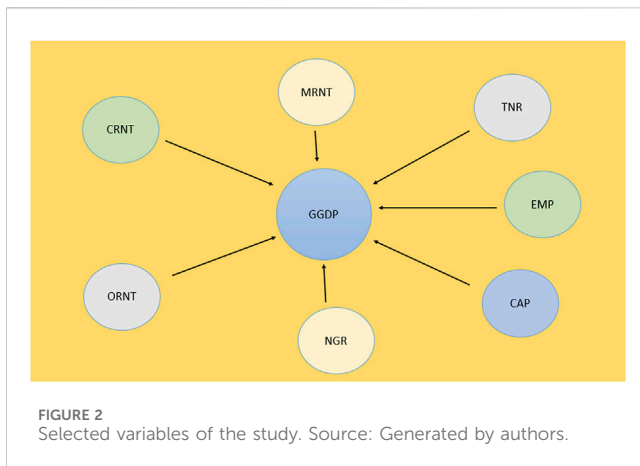 MRNT
TNR
CRNT
EMP
GGDP
ORNT
CAP
NGR
FIGURE 2
Selected variables of the study. Source: Generated by authors.